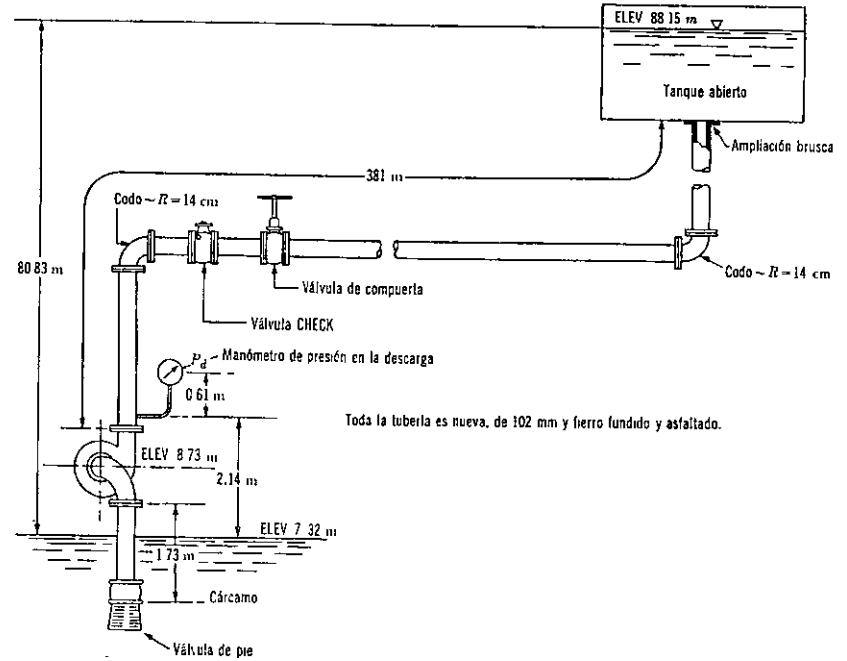 ELEV 88 15 m
Tanque abierto
Ampliación brusca
381 m
Codo ~ R = 14 cm
80 83 m
Válvula de compuerta
Codo ~ R = 14 cm
Válvula CHECK
Pd
Manómetro de presión en la descarga
0 61 m
Toda la tubería es nueva, de 102 mm y fierro fundido y asfaltado.
ELEV 8 73 m
2.14 m
ELEV 7 32 m
1 73 m
Cárcamo
Válvula de pie